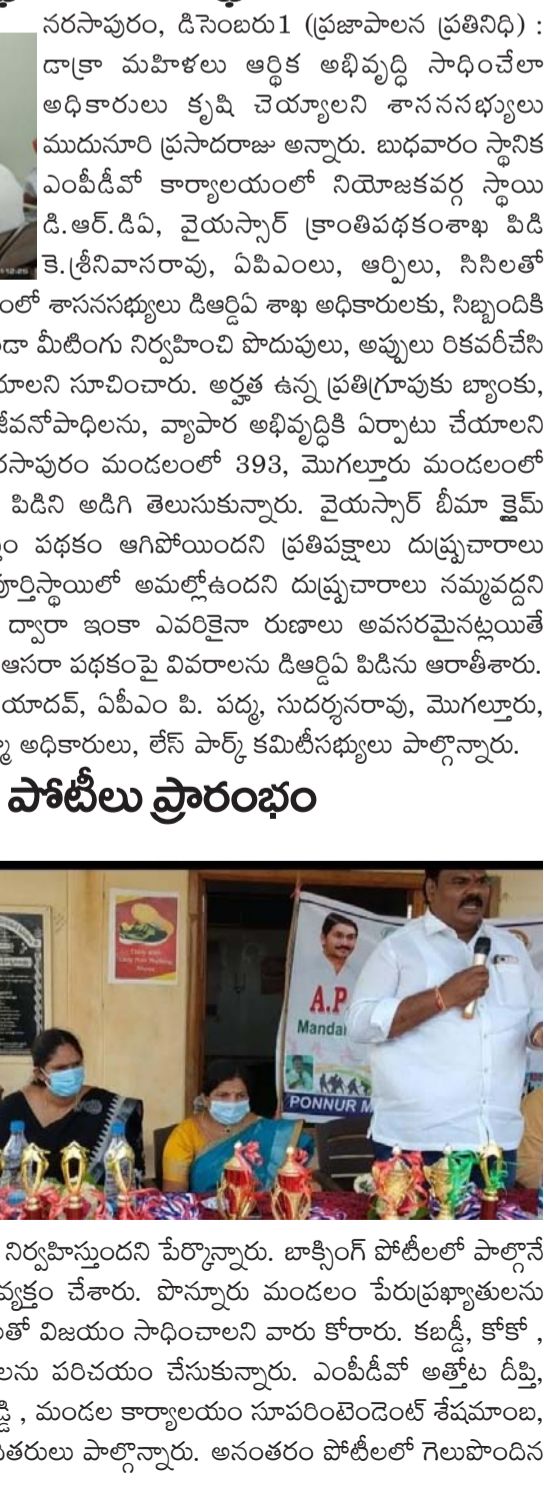 నరసాపురం, డిసెంబరు1 (ప్రజాపాలన ప్రతినిధి) :
డాక్రా మహిళలు ఆర్థిక అభివృద్ధి సాధించేలా
అధికారులు కృషి చెయ్యాలని శాసననభ్యులు
ముదునూరి ప్రసాదరాజు అన్నారు. బుధవారం స్థానిక
ఎంపీడీవో కార్యాలయంలో నియోజకవర్గ స్థాయి
డి.ఆర్.డిఏ, వైయస్సార్ క్రాంతిపథకంశాఖ పిడి
కె.శ్రీనివాసరావు, ఏపిఎంలు, ఆర్పిలు, సిసిలతో
ంలో శాసనసభ్యులు డిఆర్డిఏ శాఖ అధికారులకు, సిబ్బందికి
డా మీటింగు నిర్వహించి పొదుపులు, అప్పులు రికవరీచేసి
యాలని సూచించారు. అర్హత ఉన్న ప్రతిగ్రూపుకు బ్యాంకు,
జీవనోపాధిలను, వ్యాపార అభివృద్ధికి ఏర్పాటు చేయాలని
రసాపురం మండలంలో 393, మొగల్తూరు మండలంలో
పిడిని అడిగి తెలుసుకున్నారు. వైయస్సార్ బీమా క్లైమ్
పథకం ఆగిపోయిందని ప్రతిపక్షాలు దుష్ప్రచారాలు
పూర్తిస్థాయిలో అమల్లోఉందని దుష్ప్రచారాలు నమ్మవద్దని
ద్వారా ఇంకా ఎవరికైనా రుణాలు అవసరమైనట్లయితే
ఆసరా పథకంపై వివరాలను డిఆర్డిఏ పిడిను ఆరాతీశారు.
యాదవ్, ఏపీఎం పి. పద్మ, సుదర్శనరావు, మొగల్తూరు,
అధికారులు, లేస్ పార్క్ కమిటీసభ్యులు పాల్గొన్నారు.
పోటీలు ప్రారంభం
A.P
Mandal
PONNUR M
నిర్వహిస్తుందని పేర్కొన్నారు. బాక్సింగ్ పోటీలలో పాల్గొనే
వ్యక్తం చేశారు. పొన్నూరు మండలం పేరుప్రఖ్యాతులను
తో విజయం సాధించాలని వారు కోరారు. కబడ్డీ, కోకో ,
లను పరిచయం చేసుకున్నారు. ఎంపీడీవో అత్తోట దీప్తి,
డ్డి , మండల కార్యాలయం సూపరింటెండెంట్ శేషమాంబ,
ఇతరులు పాల్గొన్నారు. అనంతరం పోటీలలో గెలుపొందిన